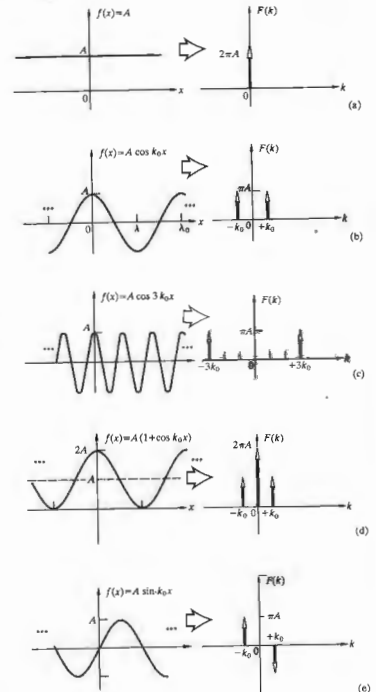 f(x)=A
F(k)
A
2πA
0
x
0
k
(a)
f(x)=A cos k₀x
F(k)
...
A
...
πA
0
λ
λ₀
x
-k₀
0
+k₀
k
(b)
f(x)=A cos 3k₀x
F(k)
...
A
...
πA
x
-3k₀
0
+3k₀
k
(c)
f(x)=A(1+cos k₀x)
F(k)
...
2A
...
2πA
A
x
-k₀
0
+k₀
k
(d)
f(x)=A sin k₀x
F(k)
A
πA
...
...
+k₀
x
-k₀
0
k
(e)